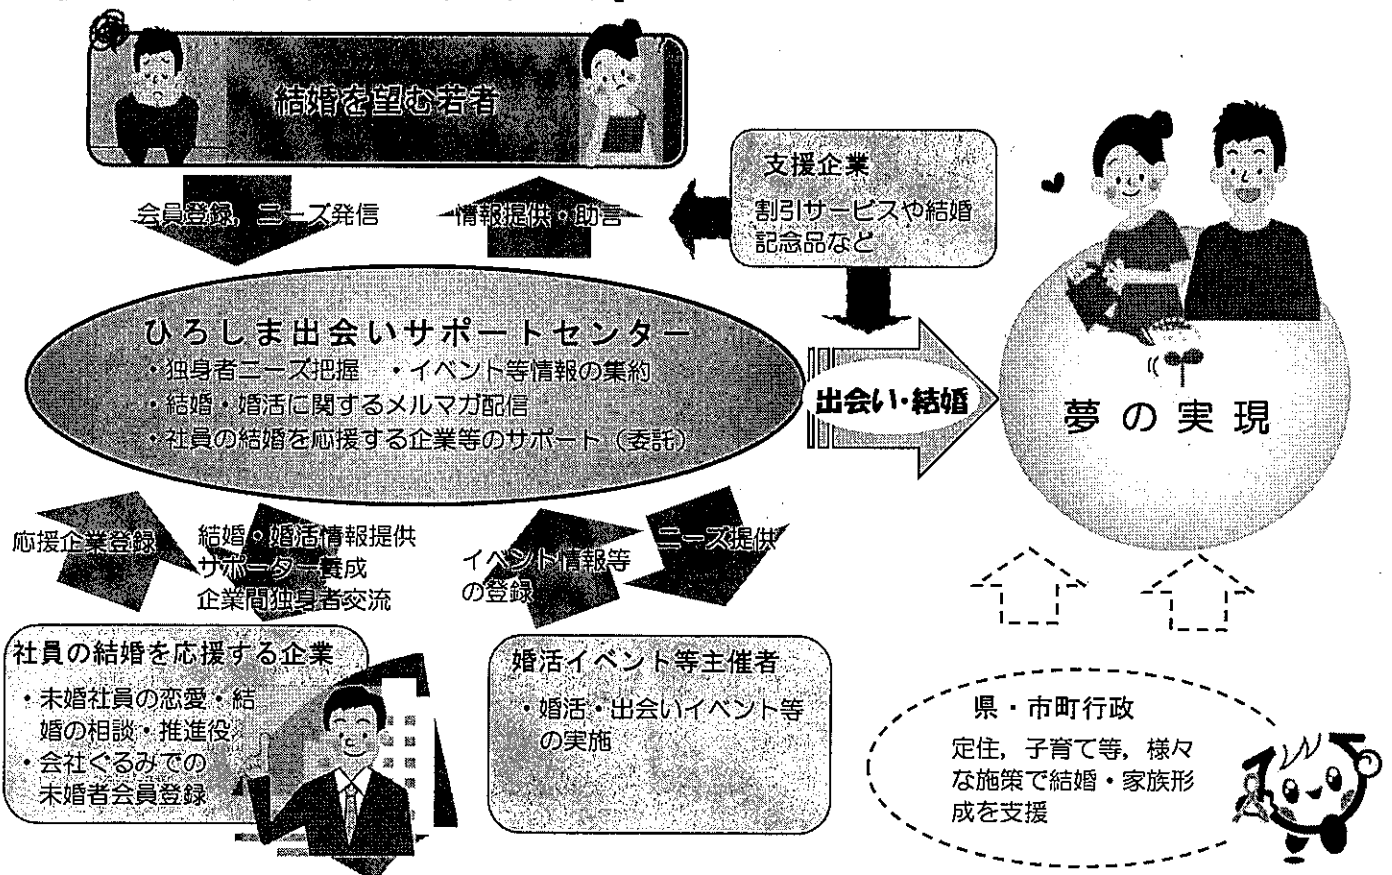 結婚を望む若者
支援企業
割引サービスや結婚
記念品など
会員登録,ニーズ発信
情報提供・助言
ひろしま出会いサポートセンター
・独身者ニーズ把握 ・イベント等情報の集約
・結婚・婚活に関するメルマガ配信
・社員の結婚を応援する企業等のサポート(委託)
出会い・結婚
夢の実現
応援企業登録
結婚・婚活情報提供
サポーター養成
企業間独身者交流
イベント情報等
の登録
ニーズ提供
社員の結婚を応援する企業
・未婚社員の恋愛・結
婚の相談・推進役
・会社ぐるみでの
未婚者会員登録
婚活イベント等主催者
・婚活・出会いイベント等
の実施
県・市町行政
定住,子育て等,様々
な施策で結婚・家族形
成を支援